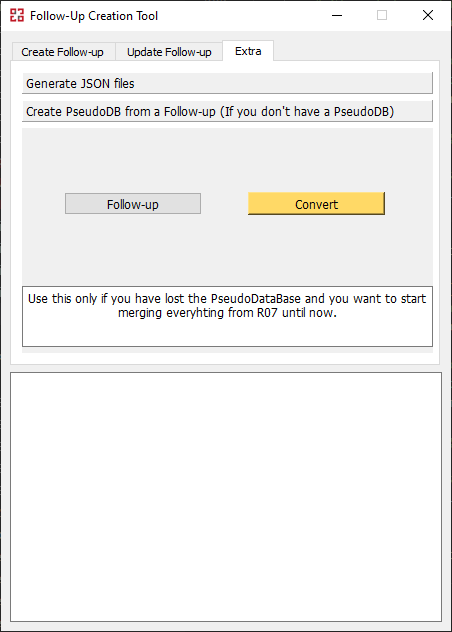 Follow-Up Creation Tool
Create Follow-up
Update Follow-up
Extra
Generate JSON files
Create PseudoDB from a Follow-up (If you don't have a PseudoDB)
Follow-up
Convert
Use this only if you have lost the PseudoDataBase and you want to start
merging everyhting from R07 until now.